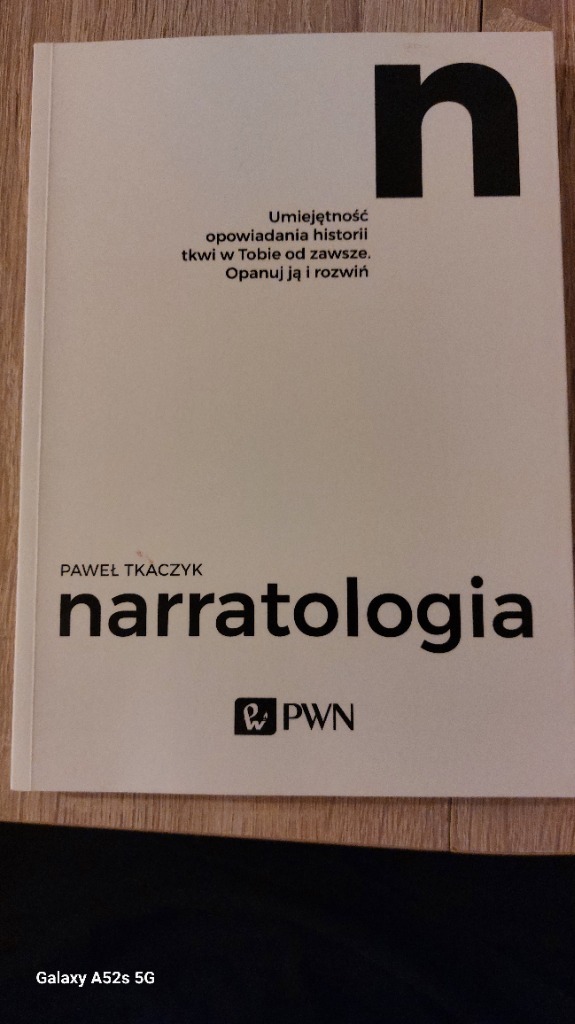 n
Umiejętność
opowiadania historii
tkwi w Tobie od zawsze.
Opanuj ją i rozwiń
PAWEŁ TKACZYK
narratologia
PWN
Galaxy A52s 5G